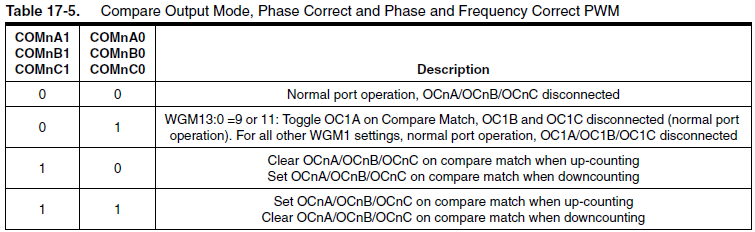 Table 17-5. Compare Output Mode, Phase Correct and Phase and Frequency Correct PWM
COMnA1 COMnA0
COMnB1 COMnB0
COMnC1 COMnC0 Description
0 0 Normal port operation, OCnA/OCnB/OCnC disconnected
0 1 WGM13:0 =9 or 11: Toggle OC1A on Compare Match, OC1B and OC1C disconnected (normal port
operation). For all other WGM1 settings, normal port operation, OC1A/OC1B/OC1C disconnected
1 0 Clear OCnA/OCnB/OCnC on compare match when up-counting
Set OCnA/OCnB/OCnC on compare match when downcounting
1 1 Set OCnA/OCnB/OCnC on compare match when up-counting
Clear OCnA/OCnB/OCnC on compare match when downcounting